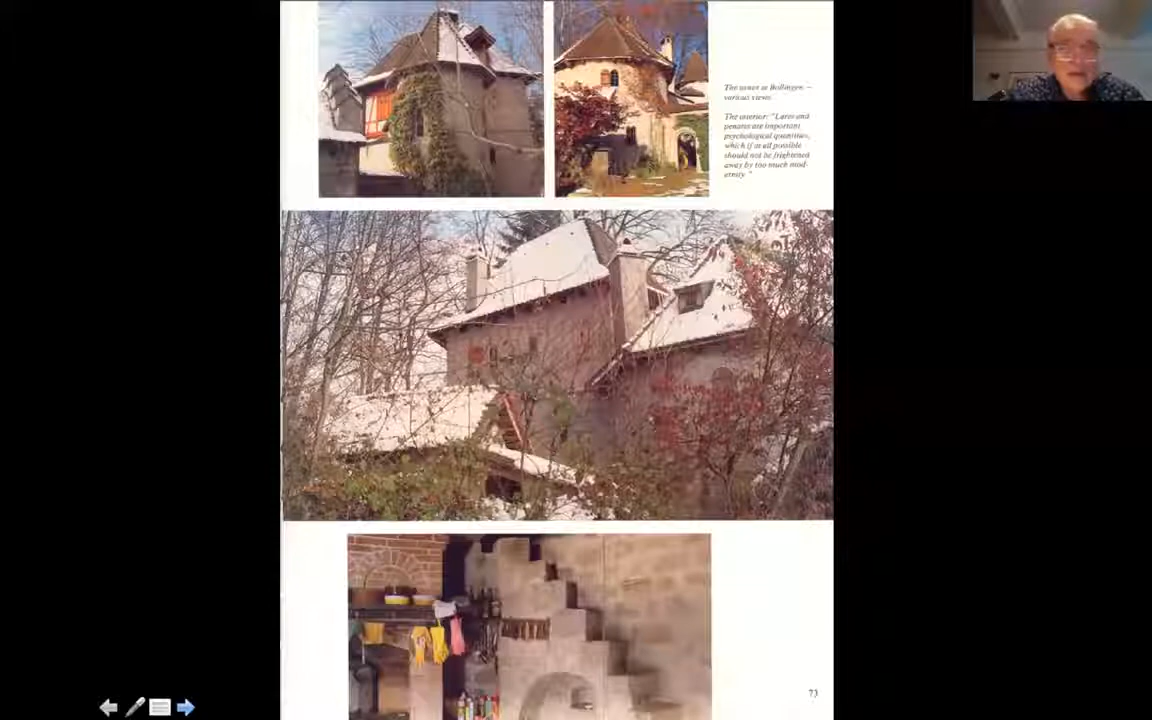 The tower at Bollingen —
various views.
The interior: "Lares and
penates are important
psychological quantities,
which if at all possible
should not be frightened
away by too much mod-
ernity."
73